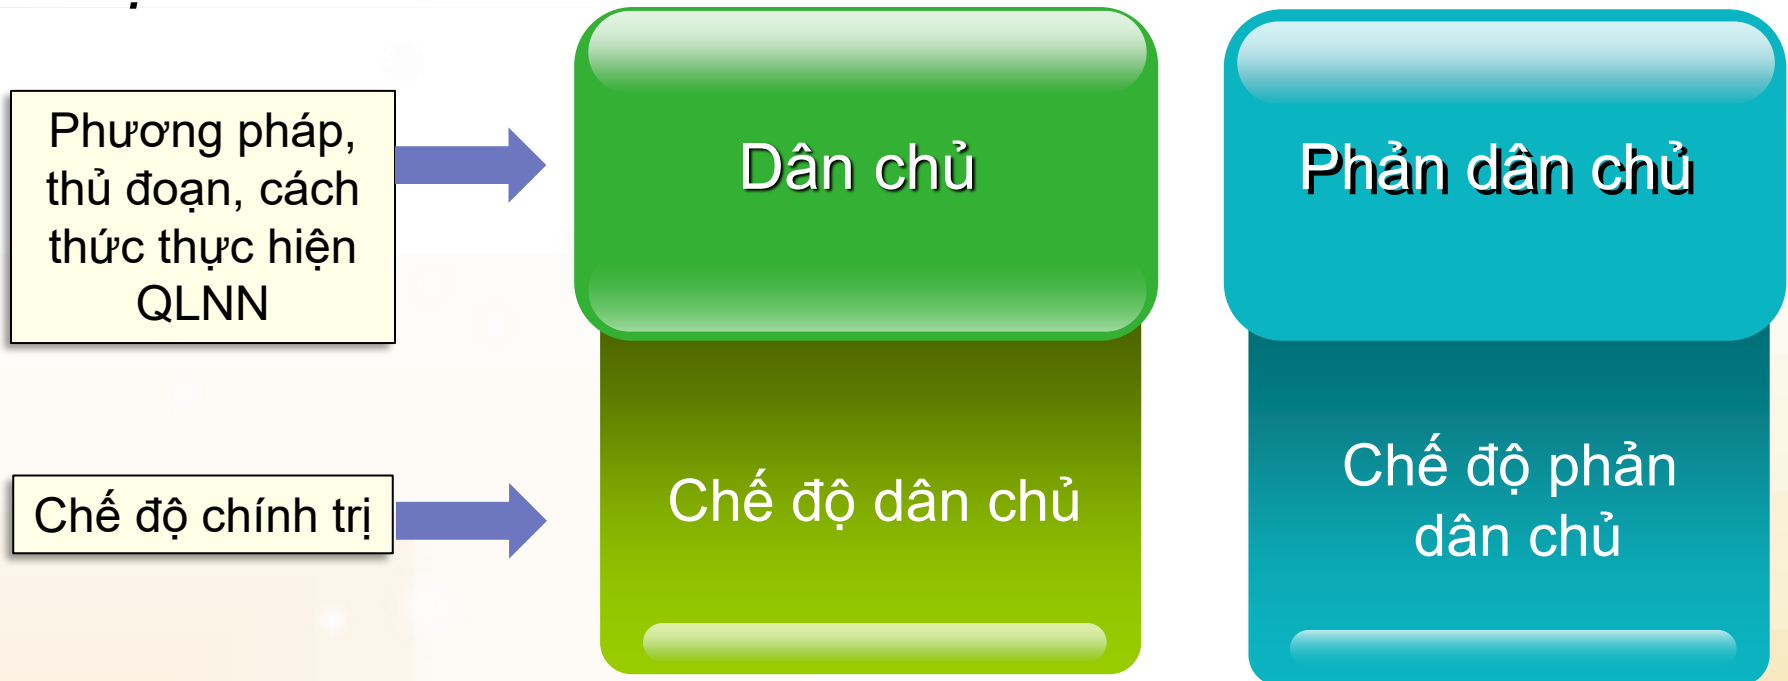 Phương pháp,
thủ đoạn, cách
thức thực hiện
QLNN
Dân chủ
Phản dân chủ
Chế độ chính trị
Chế độ dân chủ
Chế độ phản
dân chủ